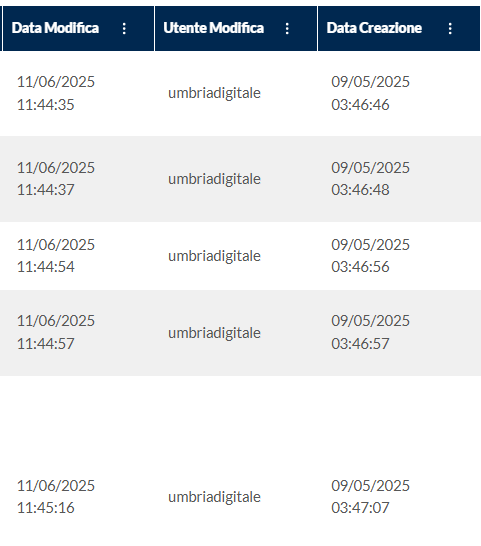 Data Modifica Utente Modifica Data Creazione
11/06/2025 11:44:35 umbriadigitale 09/05/2025 03:46:46
11/06/2025 11:44:37 umbriadigitale 09/05/2025 03:46:48
11/06/2025 11:44:54 umbriadigitale 09/05/2025 03:46:56
11/06/2025 11:44:57 umbriadigitale 09/05/2025 03:46:57
11/06/2025 11:45:16 umbriadigitale 09/05/2025 03:47:07